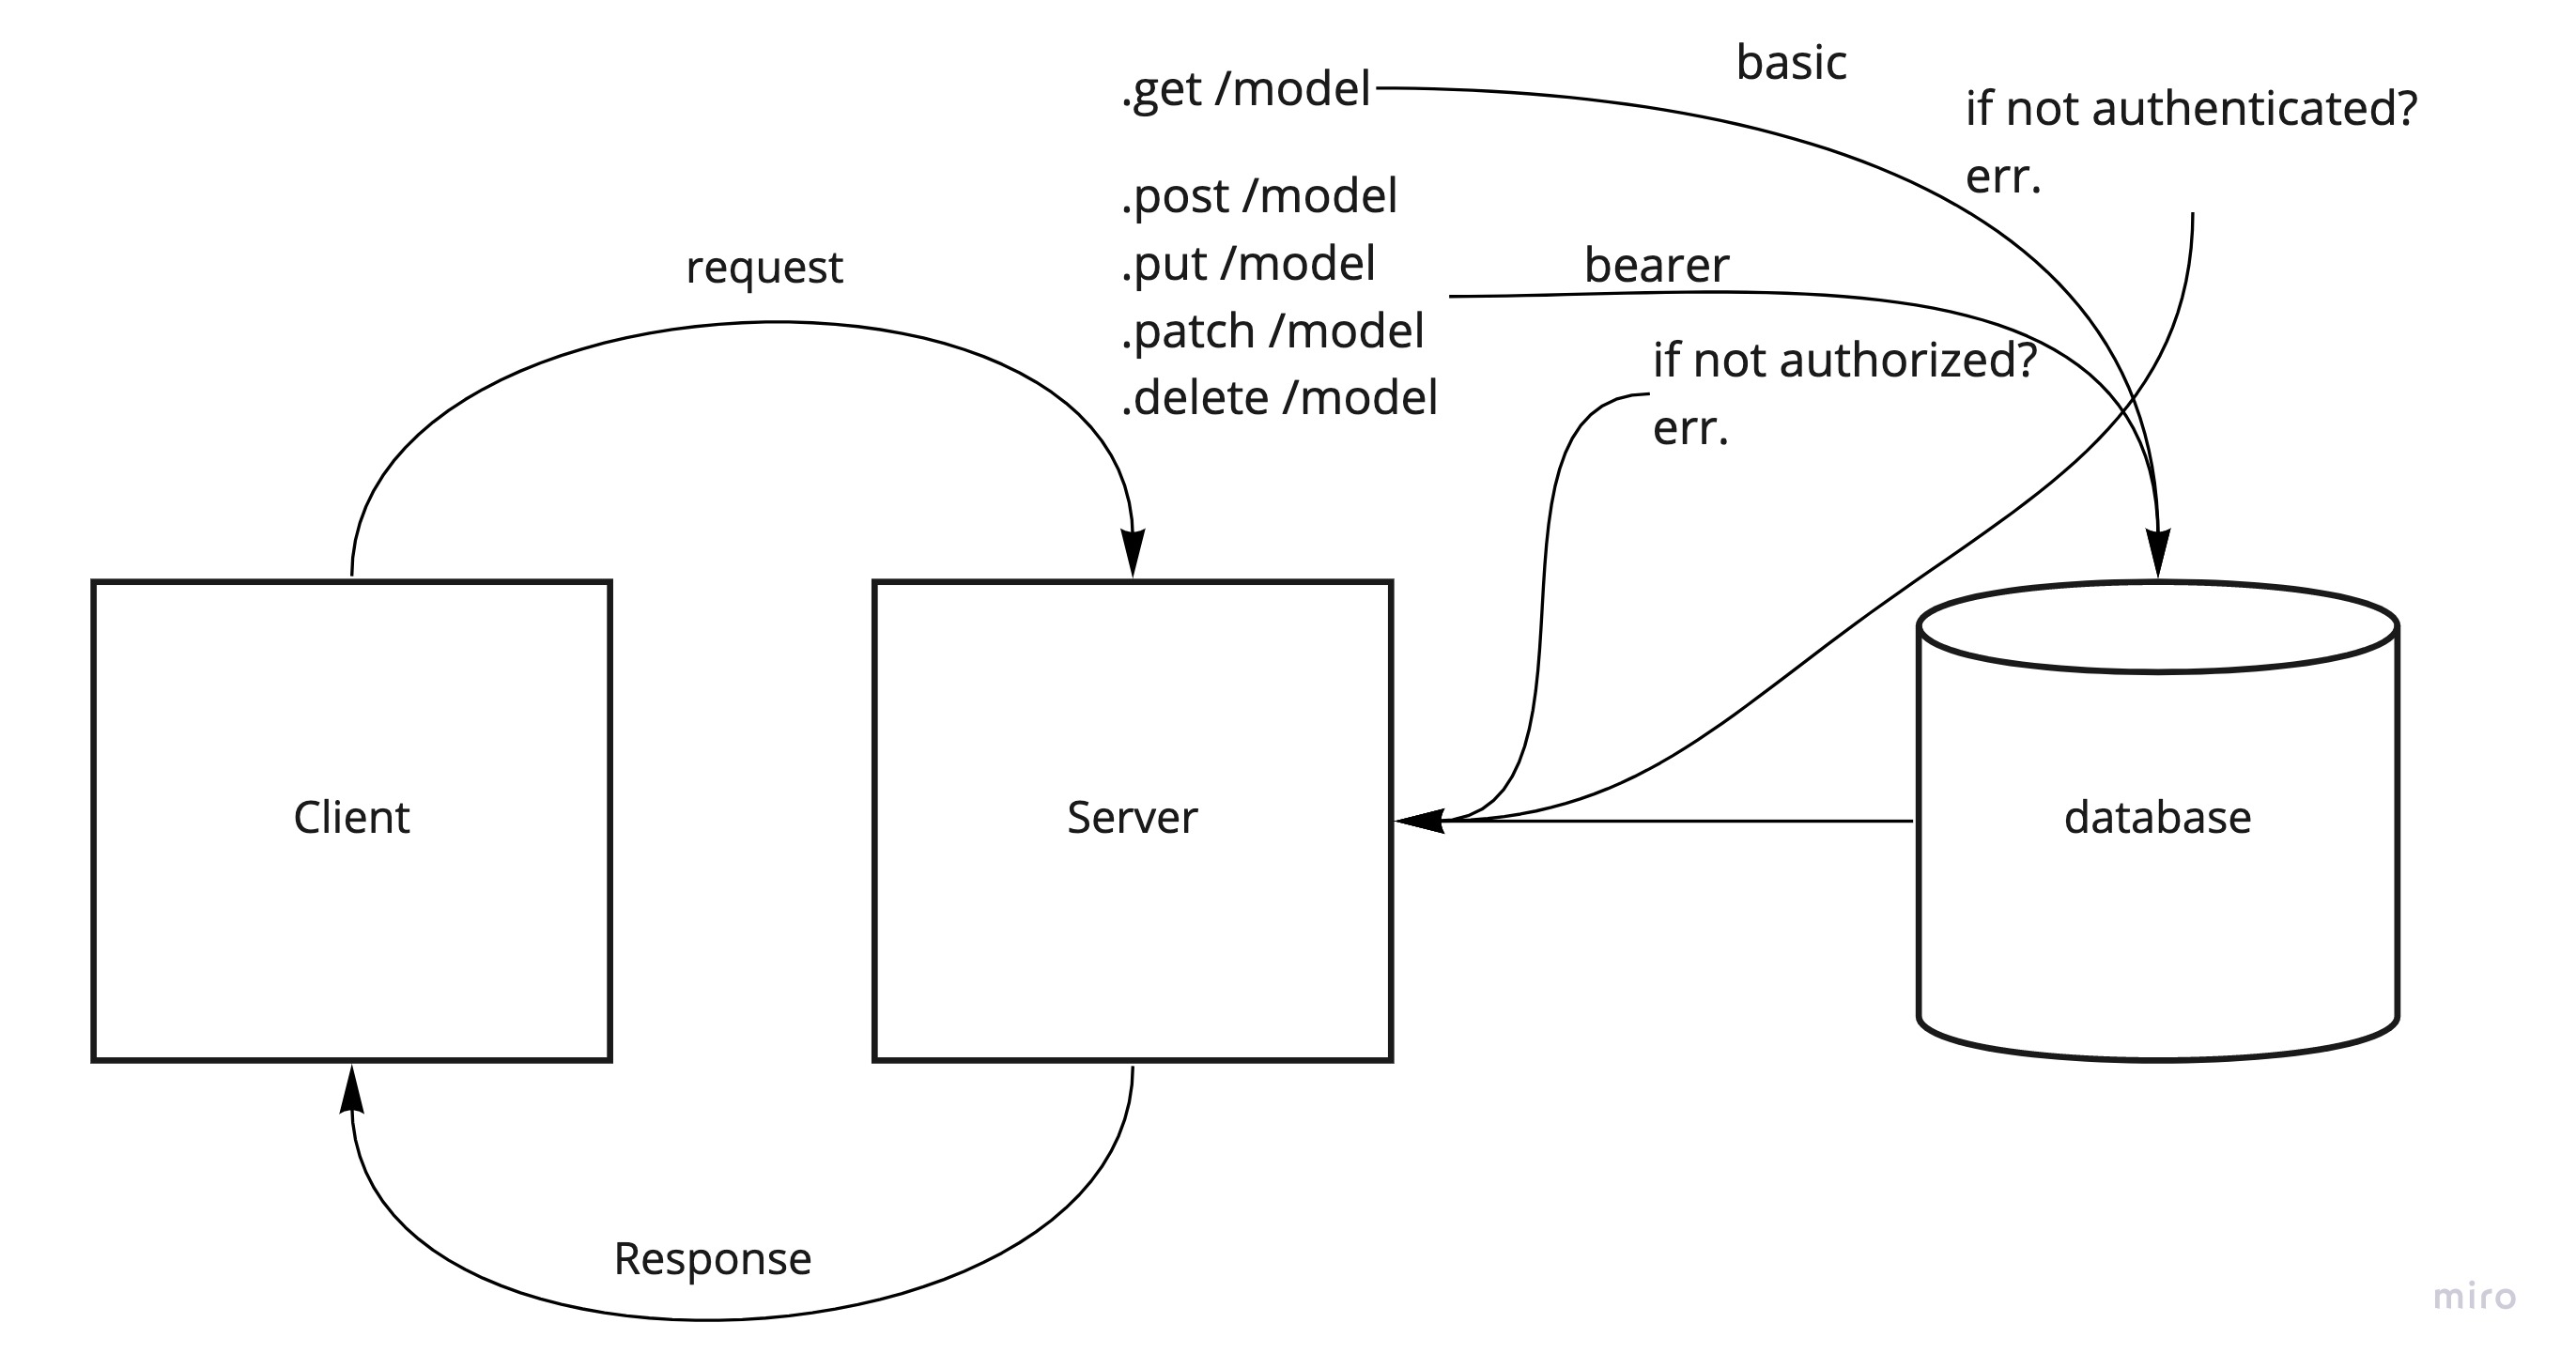 basic
.get /model
if not authenticated?
err.
.post /model
.put /model
.patch /model
.delete /model
request
bearer
if not authorized?
err.
Client
Server
database
Response
miro